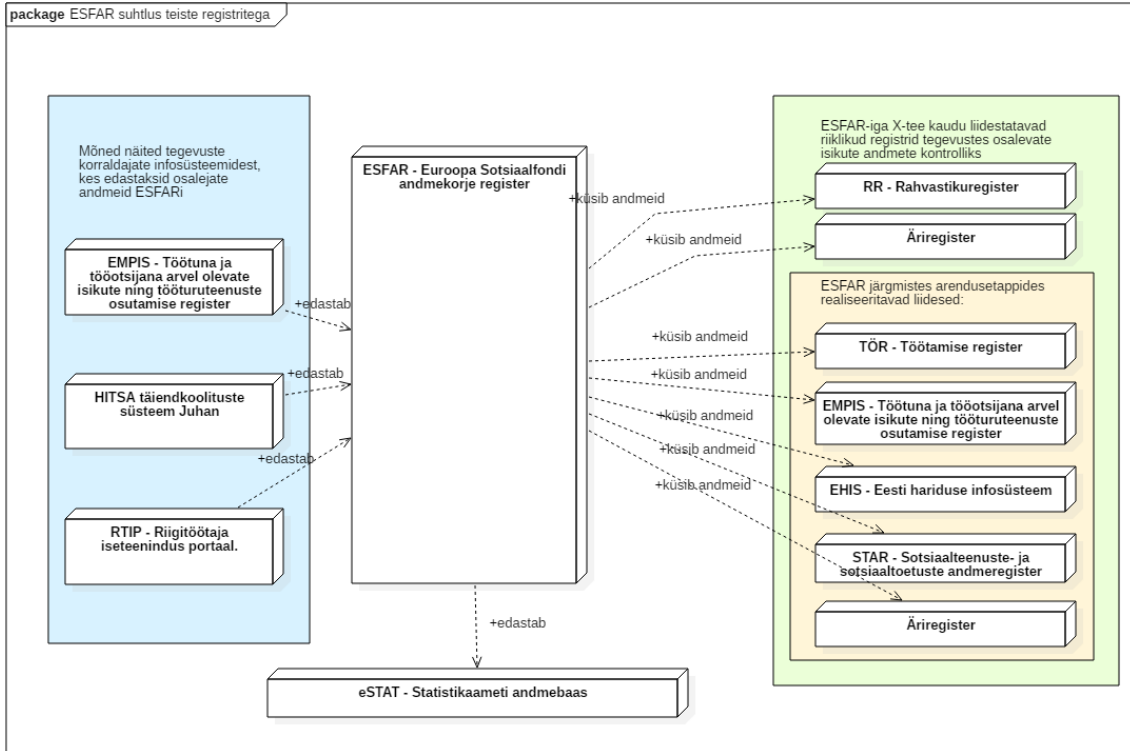 package ESFAR suhtlus teiste registritega
Mõned näited tegevuste
korraldajate infosüsteemidest,
kes edastaksid osalejate
andmeid ESFARi
EMPIS - Töötuna ja
tööotsijana arvel olevate
isikute ning tööturuteenuste
osutamise register
+edastab
HITSA täiendkoolituste
süsteem Juhan
+edastab
RTIP - Riigitöötaja
iseteenindus portaal.
+edastab
ESFAR - Euroopa Sotsiaalfondi
andmekorje register
+edastab
eSTAT - Statistikaameti andmebaas
ESFAR-iga X-tee kaudu liidestatavad
riiklikud registrid tegevustes osalevate
isikute andmete kontrolliks
+küsib andmeid
RR - Rahvastikuregister
+küsib andmeid
Äriregister
ESFAR järgmistes arendusetappides
realiseeritavad liidesed:
+küsib andmeid
TÖR - Töötamise register
+küsib andmeid
EMPIS - Töötuna ja tööotsijana arvel
olevate isikute ning tööturuteenuste
osutamise register
+küsib andmeid
EHIS - Eesti hariduse infosüsteem
+küsib andmeid
STAR - Sotsiaalteenuste- ja
sotsiaaltoetuste andmeregister
+küsib andmeid
Äriregister